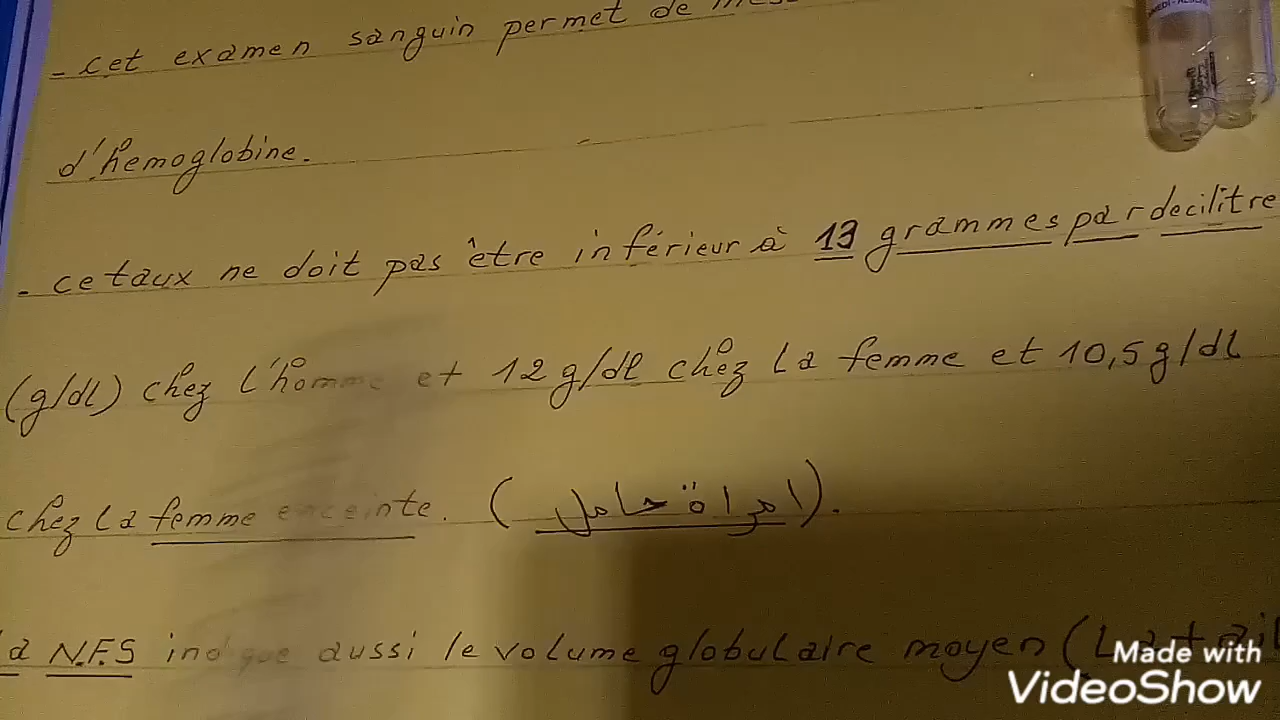 - cet examen sanguin permet de
d'hemoglobine.
- ce taux ne doit pas être inférieur à 13 grammes par decilitre
(g/dl) chez l'homme et 12 g/dl chez la femme et 10,5 g/dl
chez la femme enceinte. (امراة حامل).
la N.F.S indique aussi le volume globulaire moyen (La
Made with
VideoShow